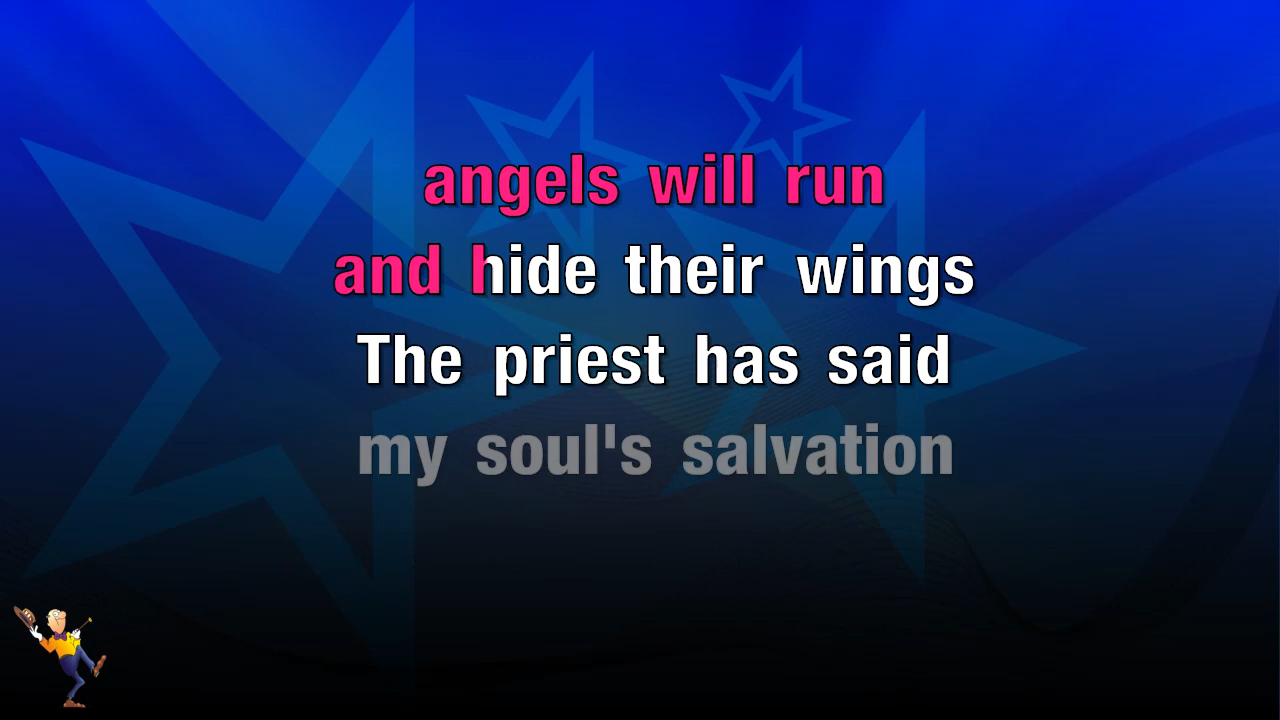 angels will run
and hide their wings
The priest has said
my soul's salvation